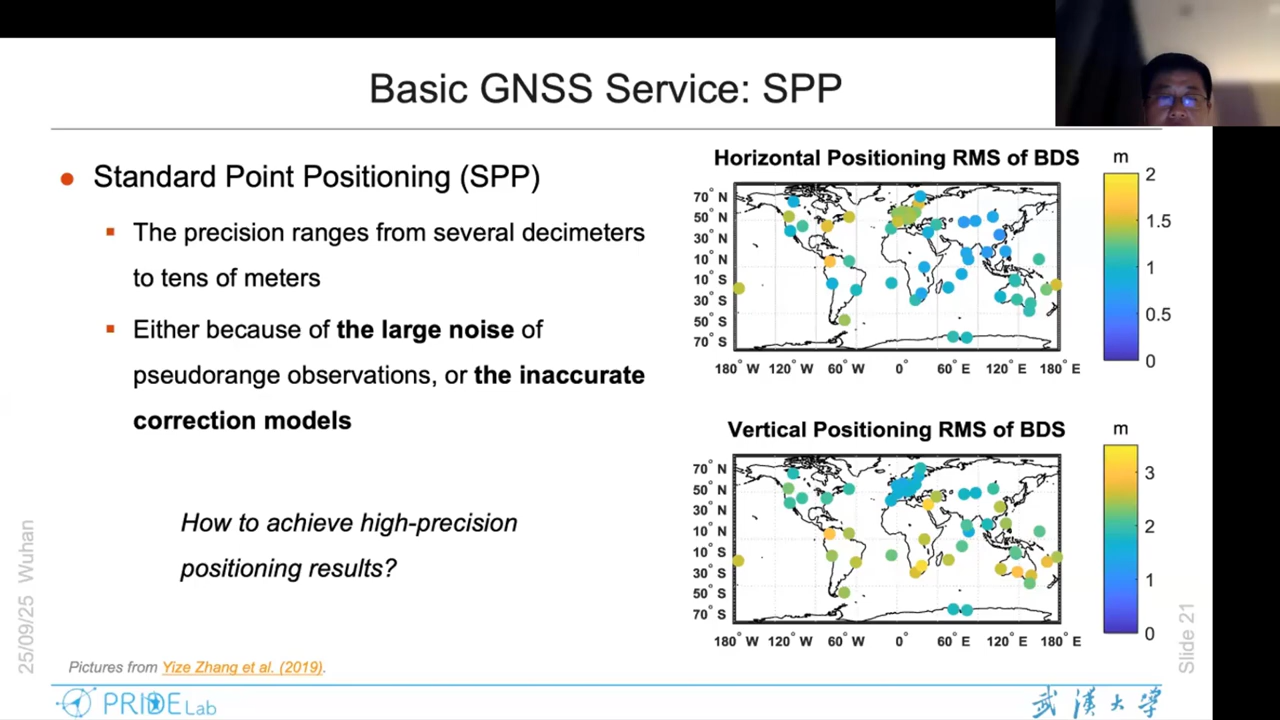 Basic GNSS Service: SPP
Standard Point Positioning (SPP)
The precision ranges from several decimeters
to tens of meters
Either because of the large noise of
pseudorange observations, or the inaccurate
correction models
How to achieve high-precision
positioning results?
Pictures from Yize Zhang et al. (2019).
Horizontal Positioning RMS of BDS
m
70° N
50° N
30° N
10° N
10° S
30° S
50° S
70° S
180° W 120° W 60° W 0° 60° E 120° E 180° E
2
1.5
1
0.5
0
Vertical Positioning RMS of BDS
m
70° N
50° N
30° N
10° N
10° S
30° S
50° S
70° S
180° W 120° W 60° W 0° 60° E 120° E 180° E
3
2
1
0
25/09/25 Wuhan
Slide 21
PRIDE Lab
武漢大學